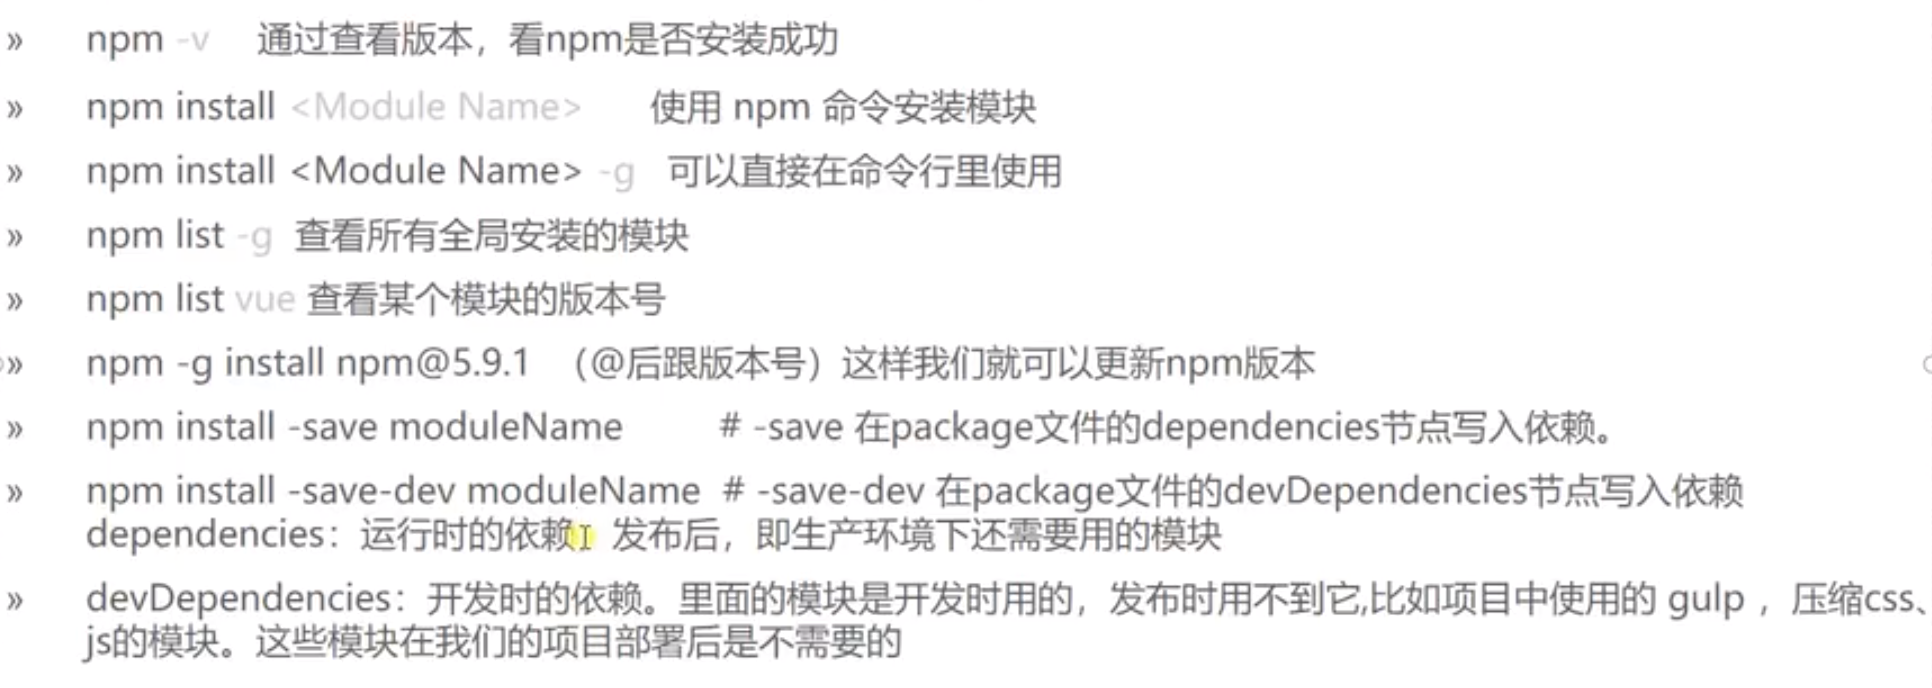 » npm -v 通过查看版本，看npm是否安装成功
» npm install <Module Name> 使用 npm 命令安装模块
» npm install <Module Name> -g 可以直接在命令行里使用
» npm list -g 查看所有全局安装的模块
» npm list vue 查看某个模块的版本号
» npm -g install npm@5.9.1 （@后跟版本号）这样我们就可以更新npm版本
» npm install -save moduleName # -save 在package文件的dependencies节点写入依赖。
» npm install -save-dev moduleName # -save-dev 在package文件的devDependencies节点写入依赖
dependencies：运行时的依赖，发布后，即生产环境下还需要用的模块
» devDependencies：开发时的依赖。里面的模块是开发时用的，发布时用不到它,比如项目中使用的 gulp ，压缩css、
js的模块。这些模块在我们的项目部署后是不需要的